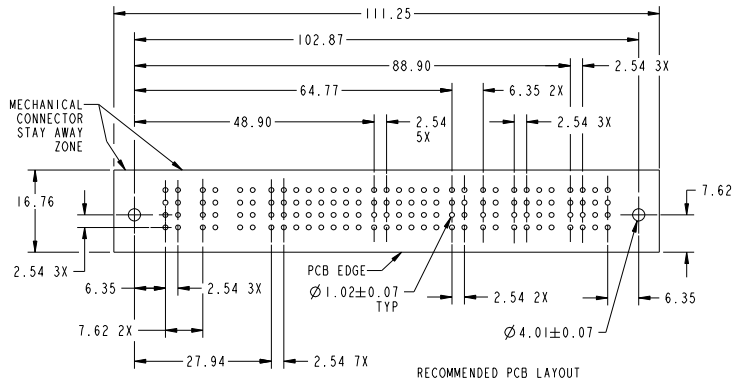 111.25
102.87
88.90
2.54 3X
64.77
6.35 2X
MECHANICAL
CONNECTOR
STAY AWAY
ZONE
48.90
2.54
5X
2.54 3X
16.76
7.62
2.54 3X
PCB EDGE
6.35
2.54 3X
Ø1.02±0.07
TYP
2.54 2X
6.35
7.62 2X
Ø4.01±0.07
27.94
2.54 7X
RECOMMENDED PCB LAYOUT